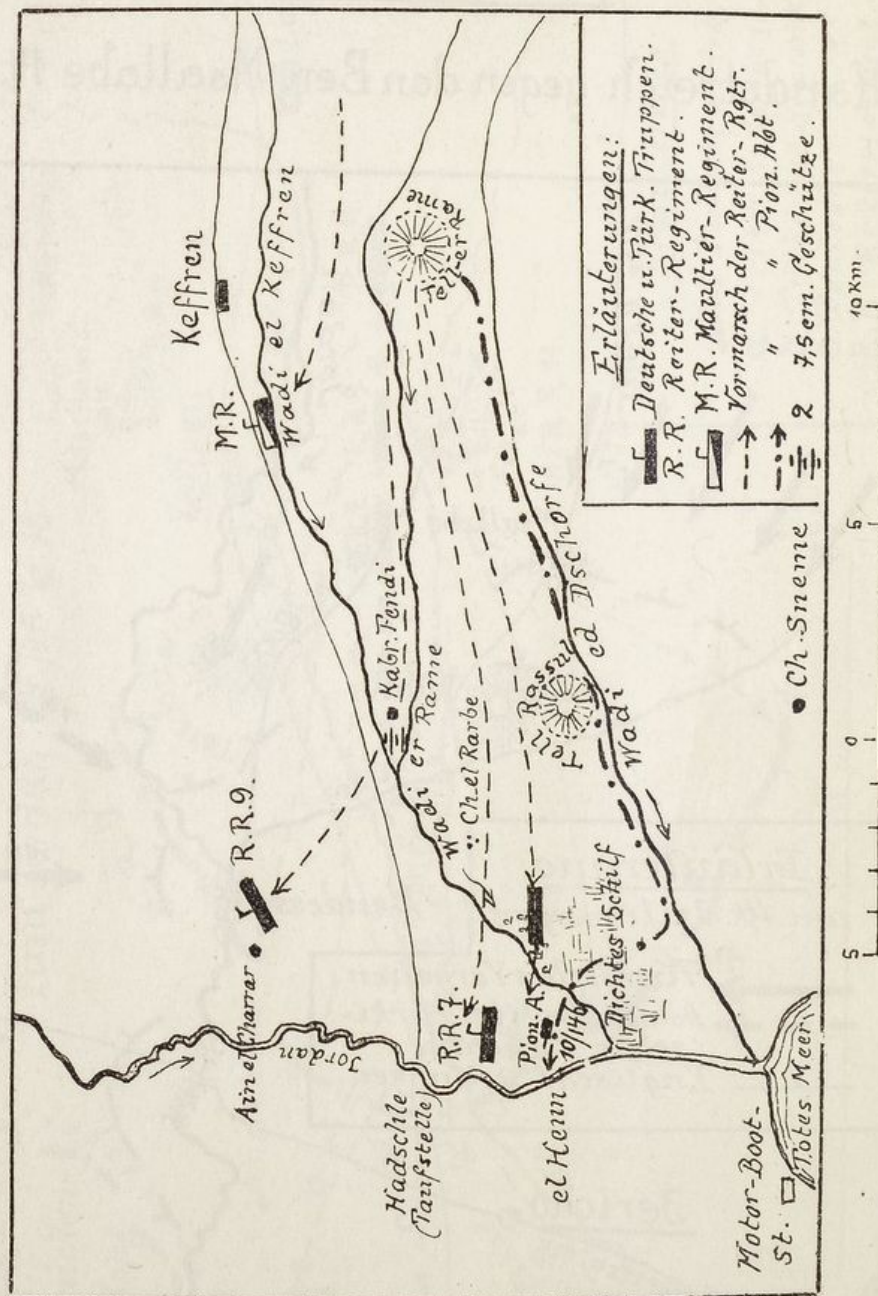 Keffren
M.R.
Wadi el Keffren
R.R.9.
Ain el Charrar
Jordan
Kabr. Fendi
Wadi er Rame
Tell er Rame
Ch. el Rarbe
Hadschle
(Taufstelle)
R.R.7.
Pion.A.
10/146
el Henu
Dichtes Schilf
Tell Rassul
Wadi ed Dschorfe
Ch. Sneme
Motor-Boot-
St.
Totes Meer
Erläuterungen:
Deutsche u. Türk. Truppen.
R.R. Reiter-Regiment.
M.R. Maultier-Regiment.
Vormarsch der Reiter-Rgtr.
" " Pion. Abt.
2 7,5 cm. Geschütze.
5 0 5 10 Km.